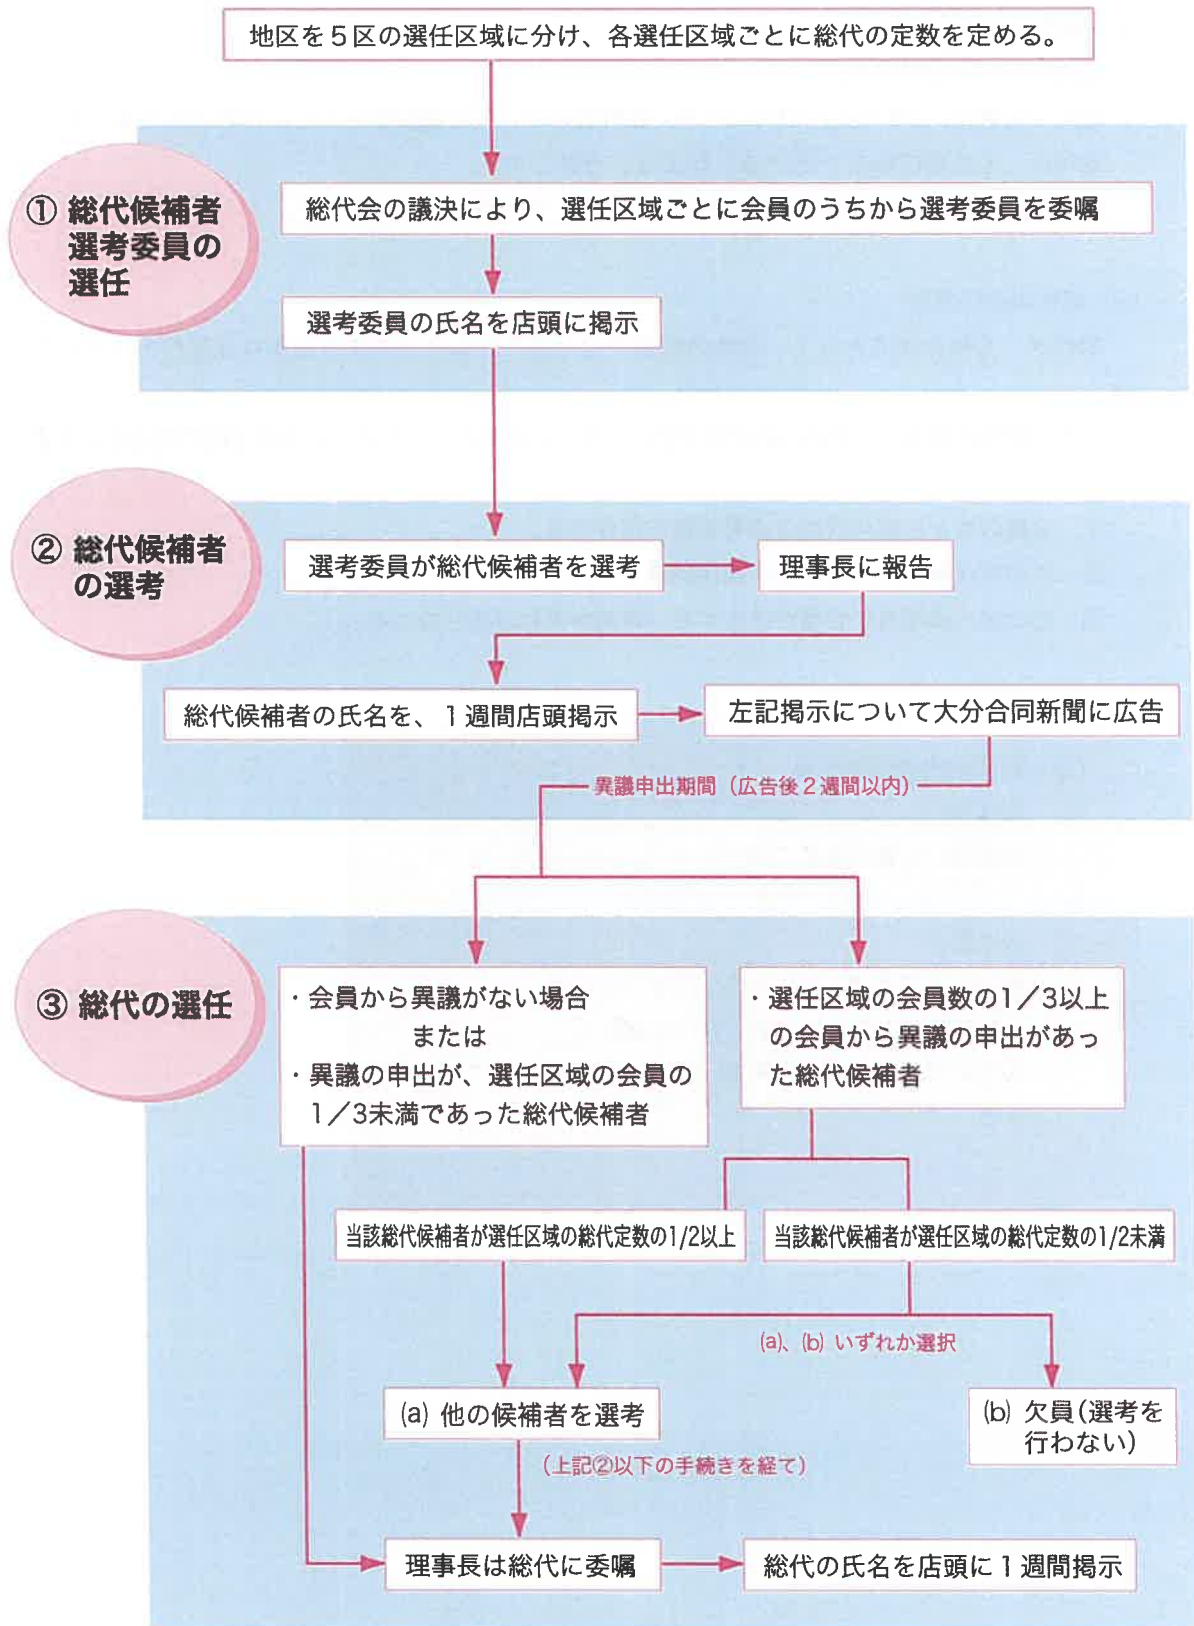 地区を5区の選任区域に分け、各選任区域ごとに総代の定数を定める。
① 総代候補者
選考委員の
選任
総代会の議決により、選任区域ごとに会員のうちから選考委員を委嘱
選考委員の氏名を店頭に掲示
② 総代候補者
の選考
選考委員が総代候補者を選考
理事長に報告
総代候補者の氏名を、1週間店頭掲示
左記掲示について大分合同新聞に広告
異議申出期間（広告後2週間以内）
③ 総代の選任
・会員から異議がない場合
または
・異議の申出が、選任区域の会員の
1／3未満であった総代候補者
・選任区域の会員数の1／3以上
の会員から異議の申出があっ
た総代候補者
当該総代候補者が選任区域の総代定数の1/2以上
当該総代候補者が選任区域の総代定数の1/2未満
(a)、(b) いずれか選択
(a) 他の候補者を選考
(b) 欠員（選考を
行わない）
（上記②以下の手続きを経て）
理事長は総代に委嘱
総代の氏名を店頭に1週間掲示